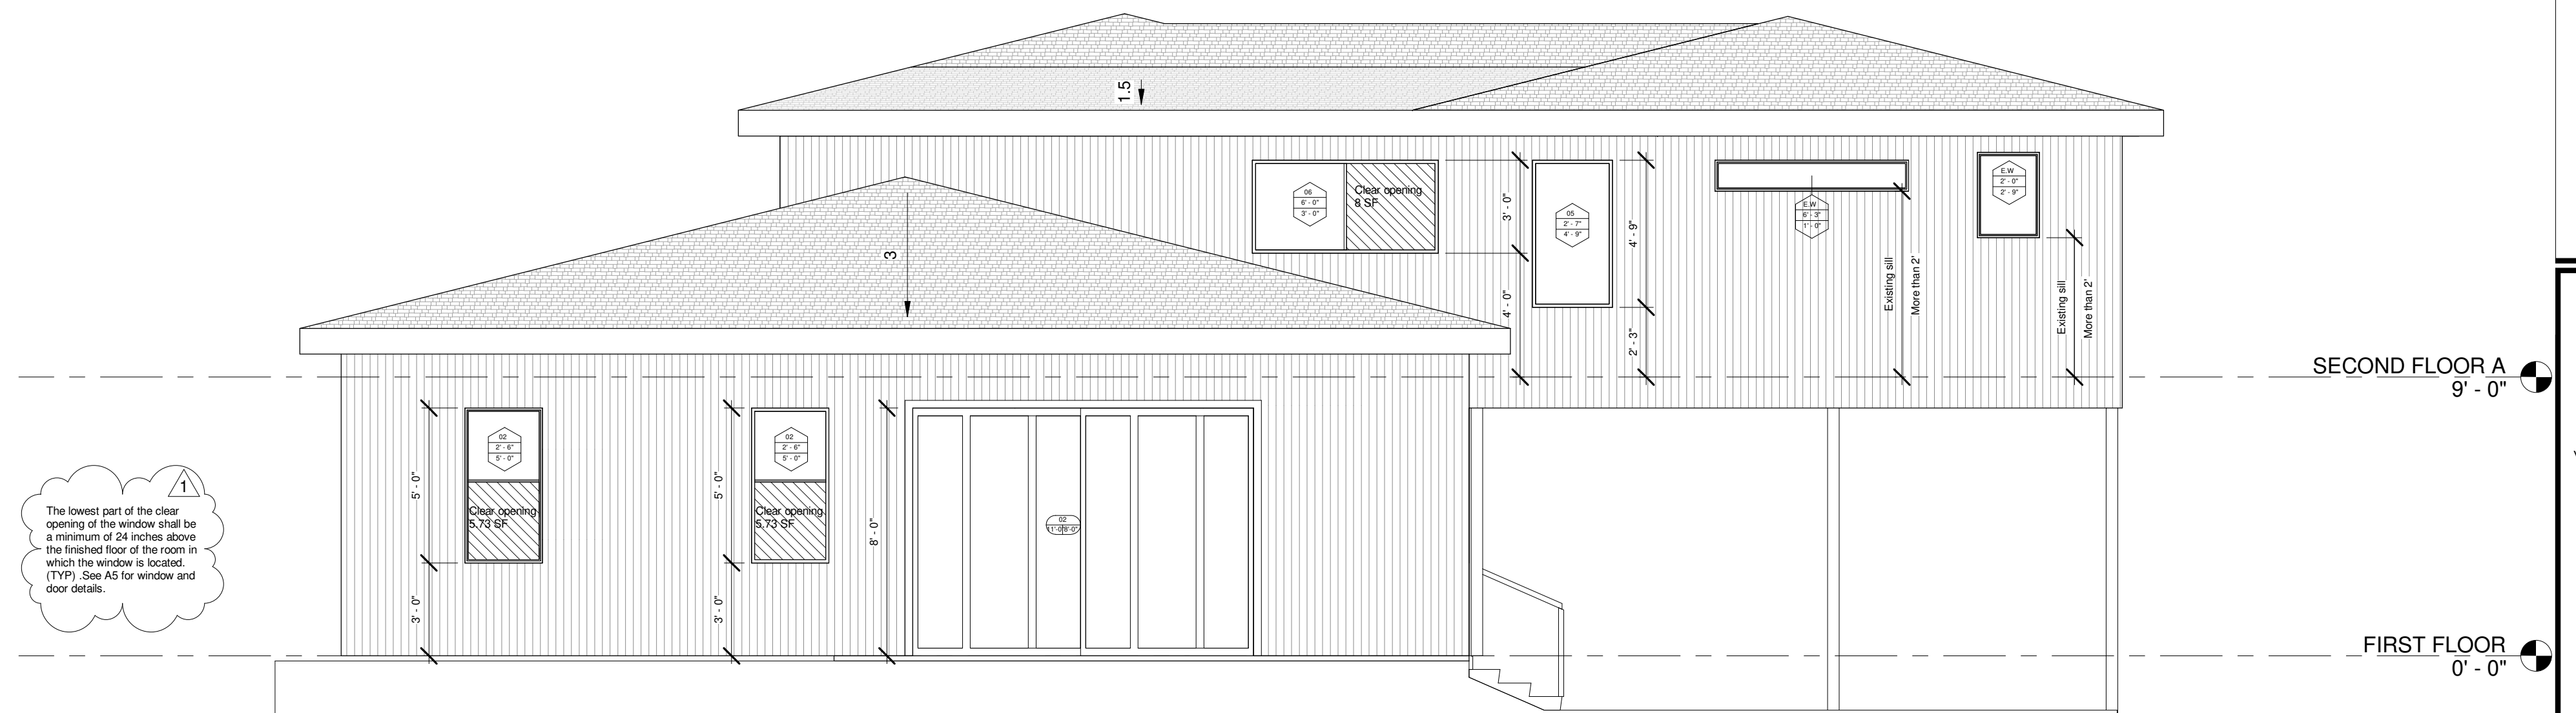 1.5
3
06
6' - 0"
3' - 0"
Clear opening
8 SF
3' - 0"
4' - 0"
05
2' - 7"
4' - 9"
4' - 9"
2' - 3"
E.W
6' - 3"
1' - 0"
Existing sill
More than 2'
E.W
2' - 0"
2' - 9"
Existing sill
More than 2'
SECOND FLOOR A
9' - 0"
02
2' - 6"
5' - 0"
Clear opening
5.73 SF
5' - 0"
3' - 0"
02
2' - 6"
5' - 0"
Clear opening
5.73 SF
5' - 0"
3' - 0"
8' - 0"
02
11'-0"8'-0"
1
The lowest part of the clear
opening of the window shall be
a minimum of 24 inches above
the finished floor of the room in
which the window is located.
(TYP) .See A5 for window and
door details.
FIRST FLOOR
0' - 0"